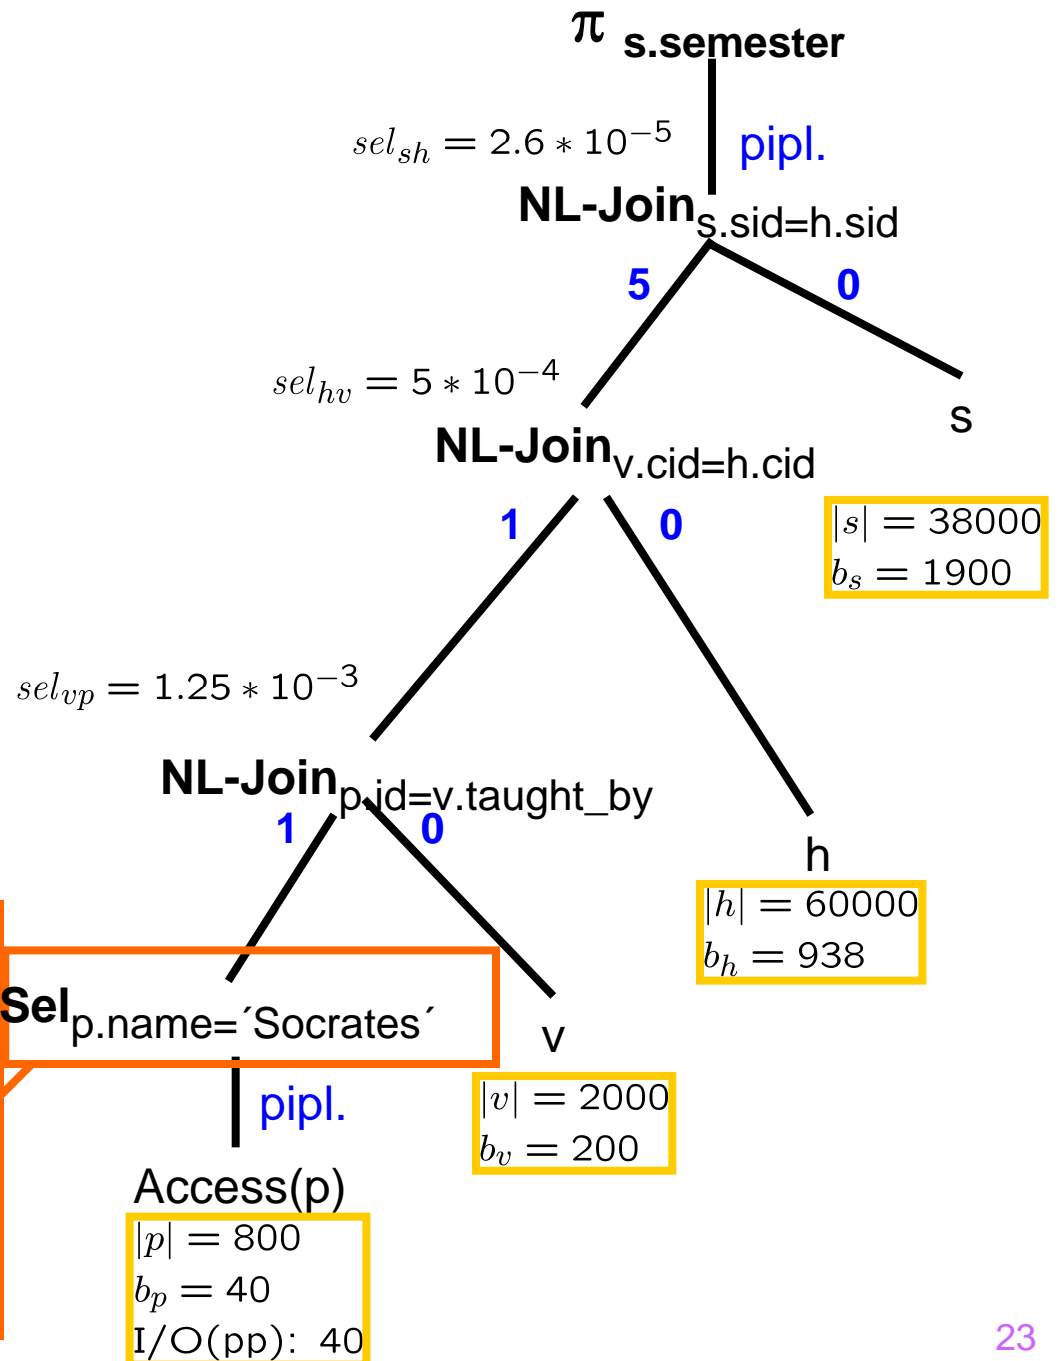 π s.semester
sel_sh = 2.6 * 10^−5
pipl.
NL-Join s.sid=h.sid
5
0
sel_hv = 5 * 10^−4
s
NL-Join v.cid=h.cid
|s| = 38000
b_s = 1900
1
0
sel_vp = 1.25 * 10^−3
NL-Join p.id=v.taught_by
1
0
h
|h| = 60000
b_h = 938
Sel p.name=´Socrates´
v
|v| = 2000
b_v = 200
pipl.
Access(p)
|p| = 800
b_p = 40
I/O(pp): 40
23